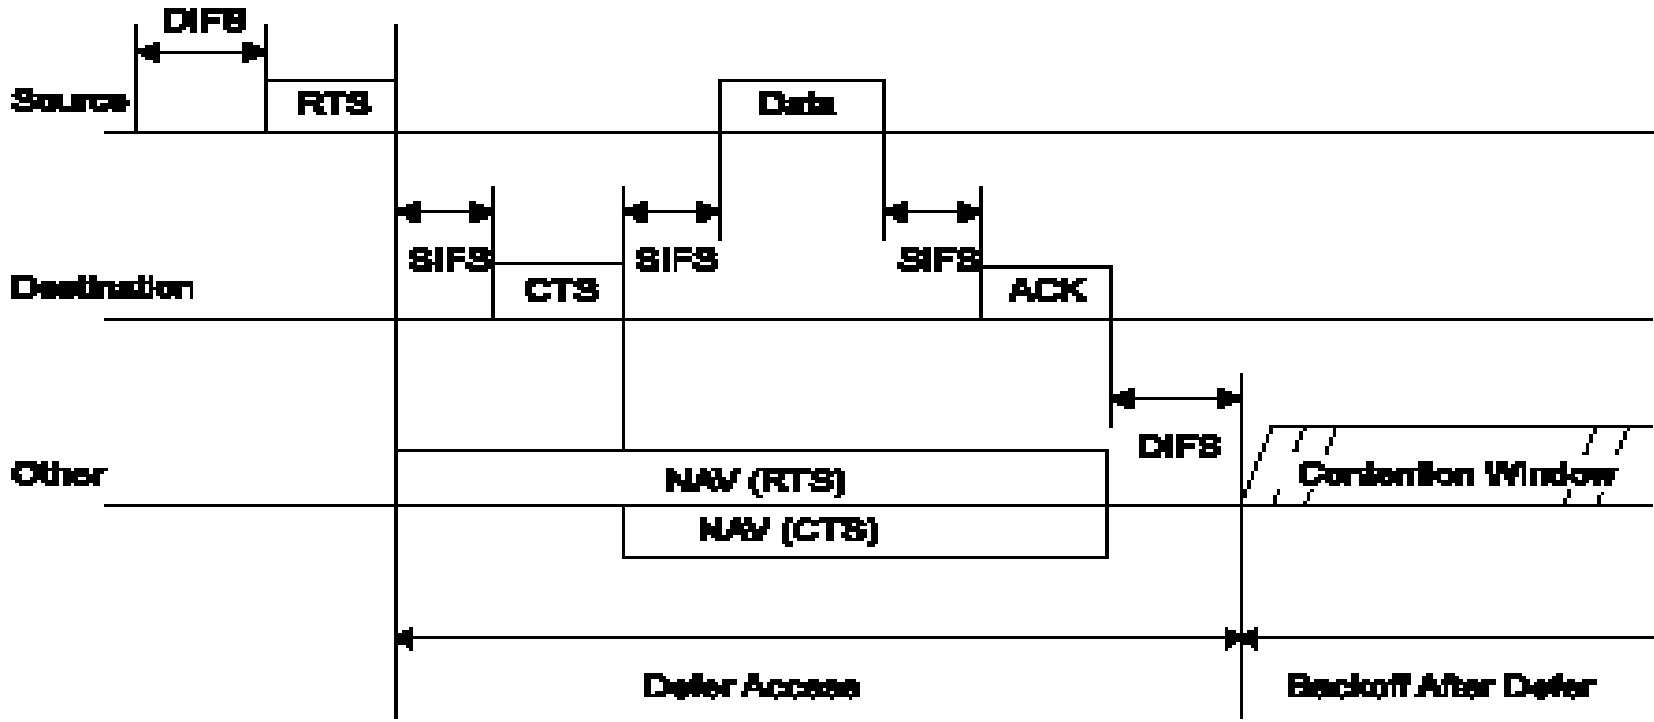 DIFS
Source
RTS
Data
SIFS
SIFS
SIFS
Destination
CTS
ACK
DIFS
Other
NAV (RTS)
Contention Window
NAV (CTS)
Defer Access
Backoff After Defer